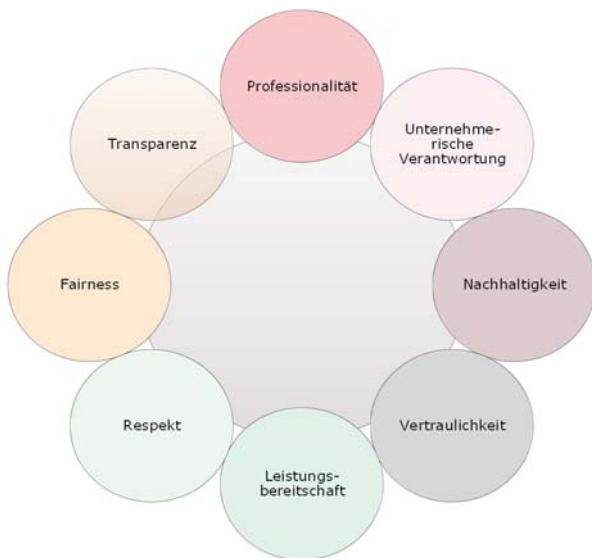 Professionalität
Unternehme-
rische
Verantwortung
Nachhaltigkeit
Vertraulichkeit
Leistungs-
bereitschaft
Respekt
Fairness
Transparenz